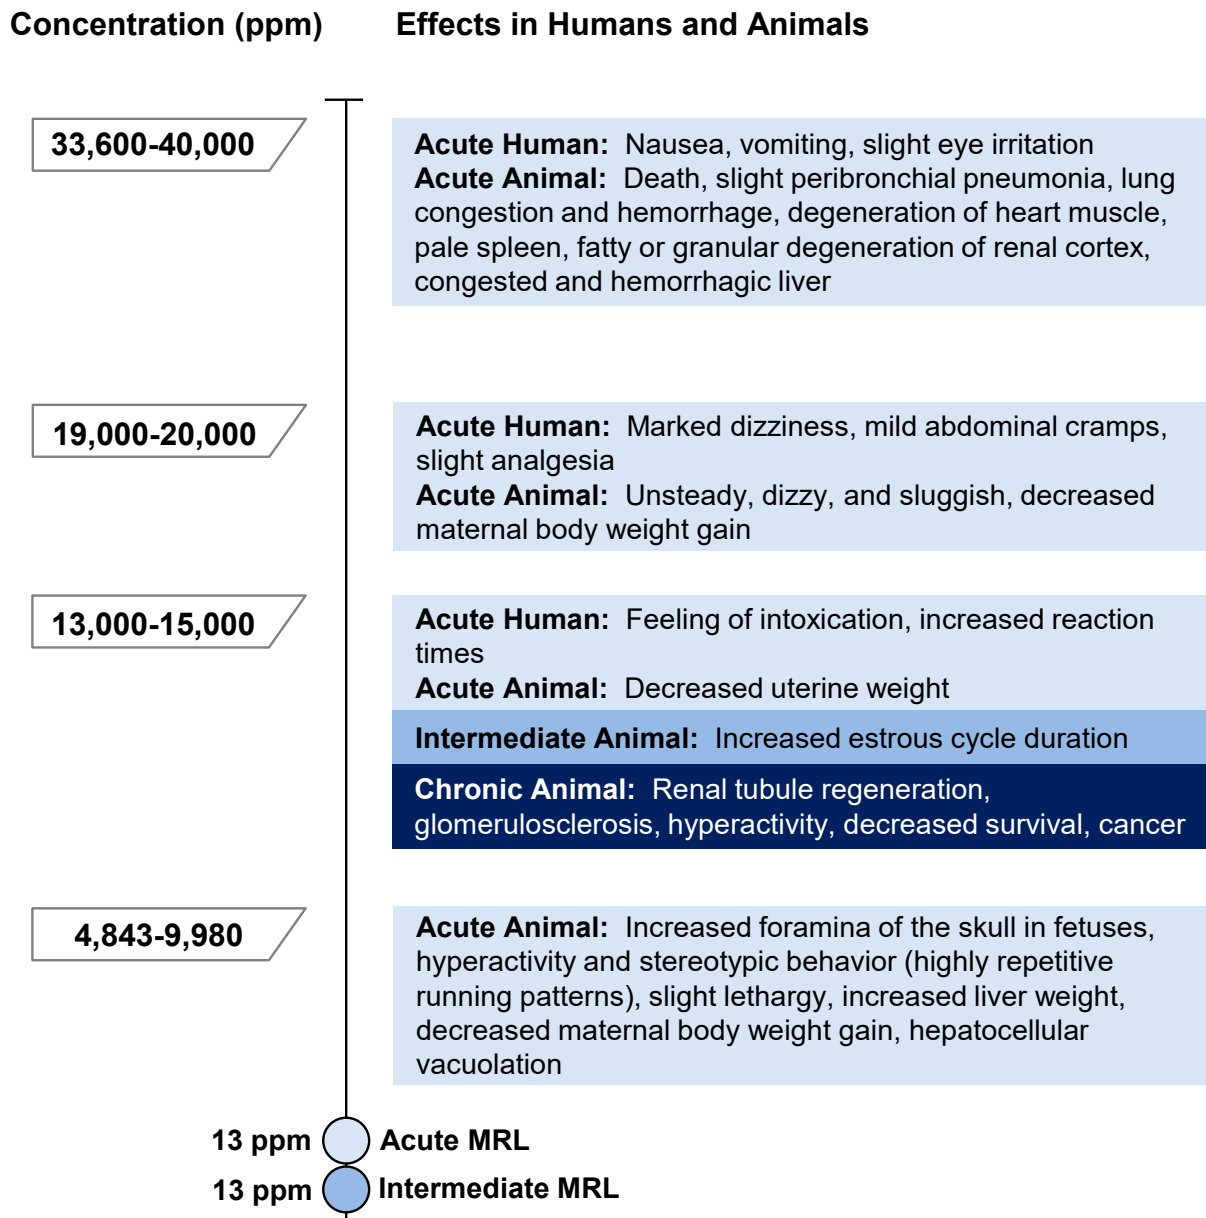 Concentration (ppm) Effects in Humans and Animals
33,600-40,000
Acute Human: Nausea, vomiting, slight eye irritation
Acute Animal: Death, slight peribronchial pneumonia, lung
congestion and hemorrhage, degeneration of heart muscle,
pale spleen, fatty or granular degeneration of renal cortex,
congested and hemorrhagic liver
19,000-20,000
Acute Human: Marked dizziness, mild abdominal cramps,
slight analgesia
Acute Animal: Unsteady, dizzy, and sluggish, decreased
maternal body weight gain
13,000-15,000
Acute Human: Feeling of intoxication, increased reaction
times
Acute Animal: Decreased uterine weight
Intermediate Animal: Increased estrous cycle duration
Chronic Animal: Renal tubule regeneration,
glomerulosclerosis, hyperactivity, decreased survival, cancer
4,843-9,980
Acute Animal: Increased foramina of the skull in fetuses,
hyperactivity and stereotypic behavior (highly repetitive
running patterns), slight lethargy, increased liver weight,
decreased maternal body weight gain, hepatocellular
vacuolation
13 ppm Acute MRL
13 ppm Intermediate MRL